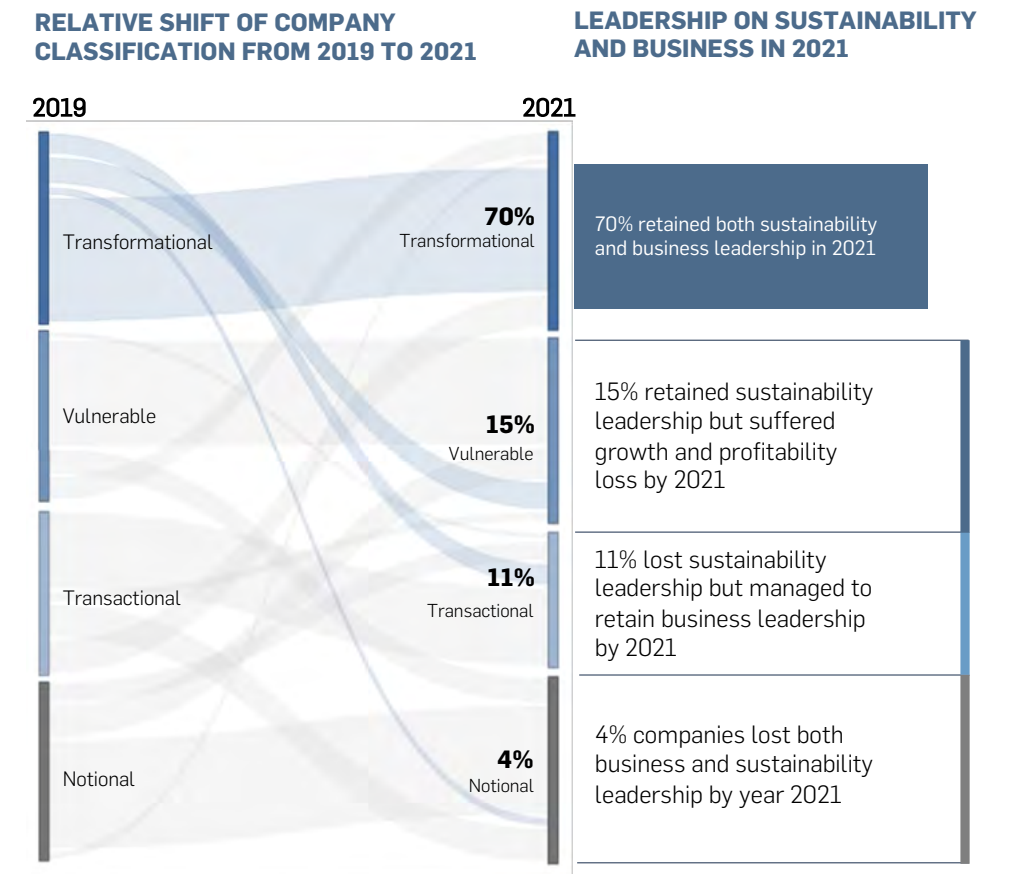 RELATIVE SHIFT OF COMPANY
CLASSIFICATION FROM 2019 TO 2021
LEADERSHIP ON SUSTAINABILITY
AND BUSINESS IN 2021
2019
2021
Transformational
70%
Transformational
70% retained both sustainability
and business leadership in 2021
Vulnerable
15%
Vulnerable
15% retained sustainability
leadership but suffered
growth and profitability
loss by 2021
Transactional
11%
Transactional
11% lost sustainability
leadership but managed to
retain business leadership
by 2021
Notional
4%
Notional
4% companies lost both
business and sustainability
leadership by year 2021